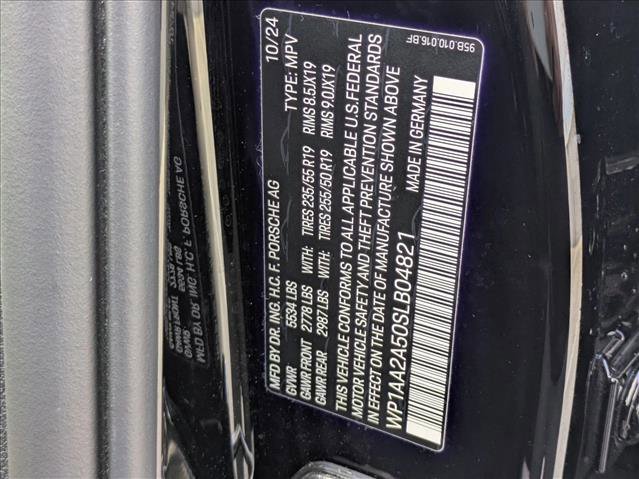 95B.010.016.BF
MFD BY DR. ING. H.C. F. PORSCHE AG 10/24
GVWR 5534 LBS TYPE: MPV
GAWR FRONT 2778 LBS WITH: TIRES 235/55 R19 RIMS 8.5JX19
GAWR REAR 2987 LBS WITH: TIRES 255/50 R19 RIMS 9.0JX19
THIS VEHICLE CONFORMS TO ALL APPLICABLE U.S.FEDERAL
MOTOR VEHICLE SAFETY AND THEFT PREVENTION STANDARDS
IN EFFECT ON THE DATE OF MANUFACTURE SHOWN ABOVE
WP1AA2A50SLB04821 MADE IN GERMANY